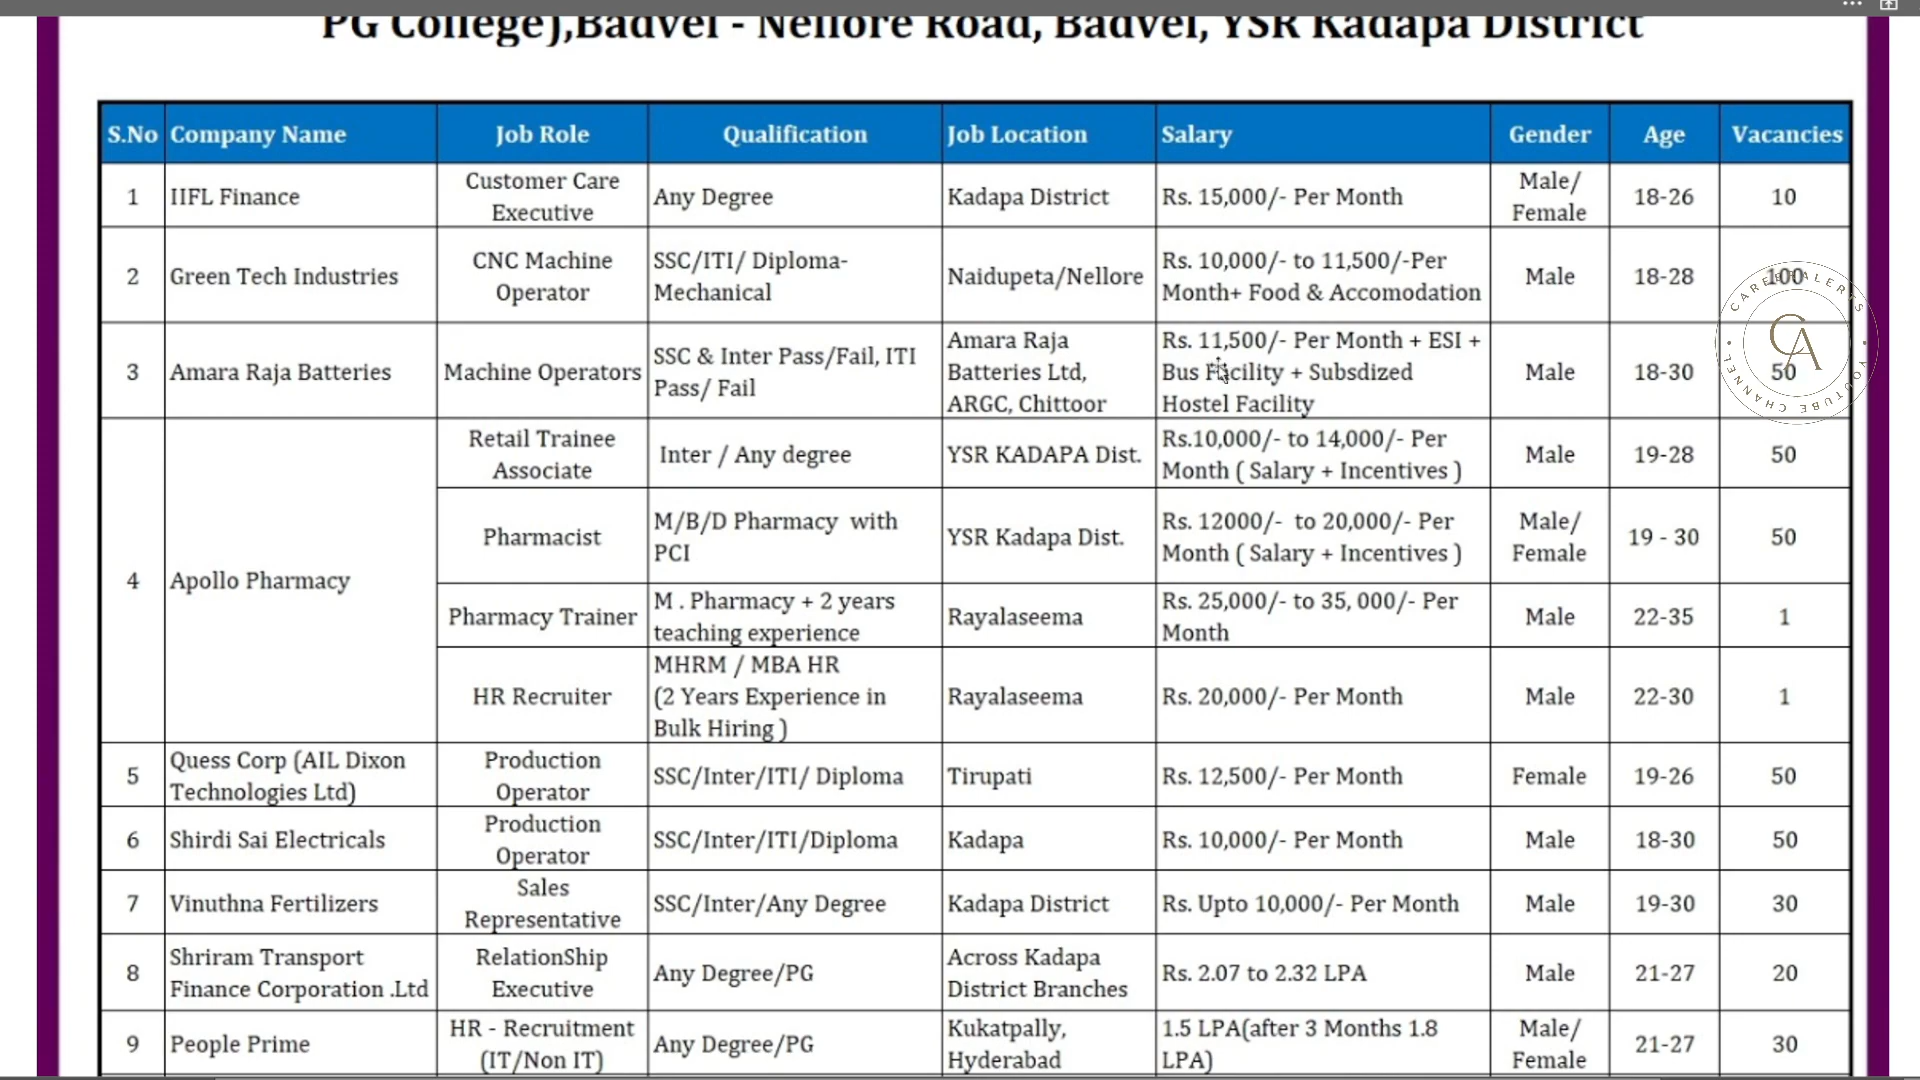 PG College),Badvel - Nellore Road, Badvel, YSR Kadapa District
S.No Company Name Job Role Qualification Job Location Salary Gender Age Vacancies
1 IIFL Finance Customer Care Executive Any Degree Kadapa District Rs. 15,000/- Per Month Male/ Female 18-26 10
2 Green Tech Industries CNC Machine Operator SSC/ITI/ Diploma- Mechanical Naidupeta/Nellore Rs. 10,000/- to 11,500/-Per Month+ Food & Accomodation Male 18-28 100
3 Amara Raja Batteries Machine Operators SSC & Inter Pass/Fail, ITI Pass/ Fail Amara Raja Batteries Ltd, ARGC, Chittoor Rs. 11,500/- Per Month + ESI + Bus Facility + Subsdized Hostel Facility Male 18-30 50
4 Apollo Pharmacy Retail Trainee Associate Inter / Any degree YSR KADAPA Dist. Rs.10,000/- to 14,000/- Per Month ( Salary + Incentives ) Male 19-28 50
Pharmacist M/B/D Pharmacy with PCI YSR Kadapa Dist. Rs. 12000/- to 20,000/- Per Month ( Salary + Incentives ) Male/ Female 19 - 30 50
Pharmacy Trainer M . Pharmacy + 2 years teaching experience Rayalaseema Rs. 25,000/- to 35, 000/- Per Month Male 22-35 1
HR Recruiter MHRM / MBA HR (2 Years Experience in Bulk Hiring ) Rayalaseema Rs. 20,000/- Per Month Male 22-30 1
5 Quess Corp (AIL Dixon Technologies Ltd) Production Operator SSC/Inter/ITI/ Diploma Tirupati Rs. 12,500/- Per Month Female 19-26 50
6 Shirdi Sai Electricals Production Operator SSC/Inter/ITI/Diploma Kadapa Rs. 10,000/- Per Month Male 18-30 50
7 Vinuthna Fertilizers Sales Representative SSC/Inter/Any Degree Kadapa District Rs. Upto 10,000/- Per Month Male 19-30 30
8 Shriram Transport Finance Corporation .Ltd RelationShip Executive Any Degree/PG Across Kadapa District Branches Rs. 2.07 to 2.32 LPA Male 21-27 20
9 People Prime HR - Recruitment (IT/Non IT) Any Degree/PG Kukatpally, Hyderabad 1.5 LPA(after 3 Months 1.8 LPA) Male/ Female 21-27 30
CAREER ALERTS
CA
YOUTUBE CHANNEL